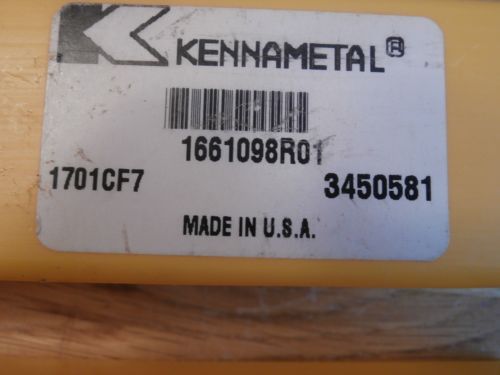 KENNAMETAL®
1661098R01
1701CF7 3450581
MADE IN U.S.A.